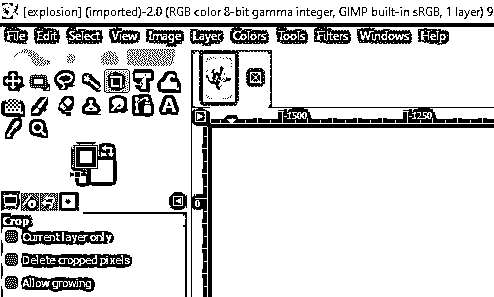 [explosion] (imported)-2.0 (RGB color 8-bit gamma integer, GIMP built-in sRGB, 1 layer) 9
File Edit Select View Image Layer Colors Tools Filters Windows Help
-1500 -1250
0
Crop
Current layer only
Delete cropped pixels
Allow growing